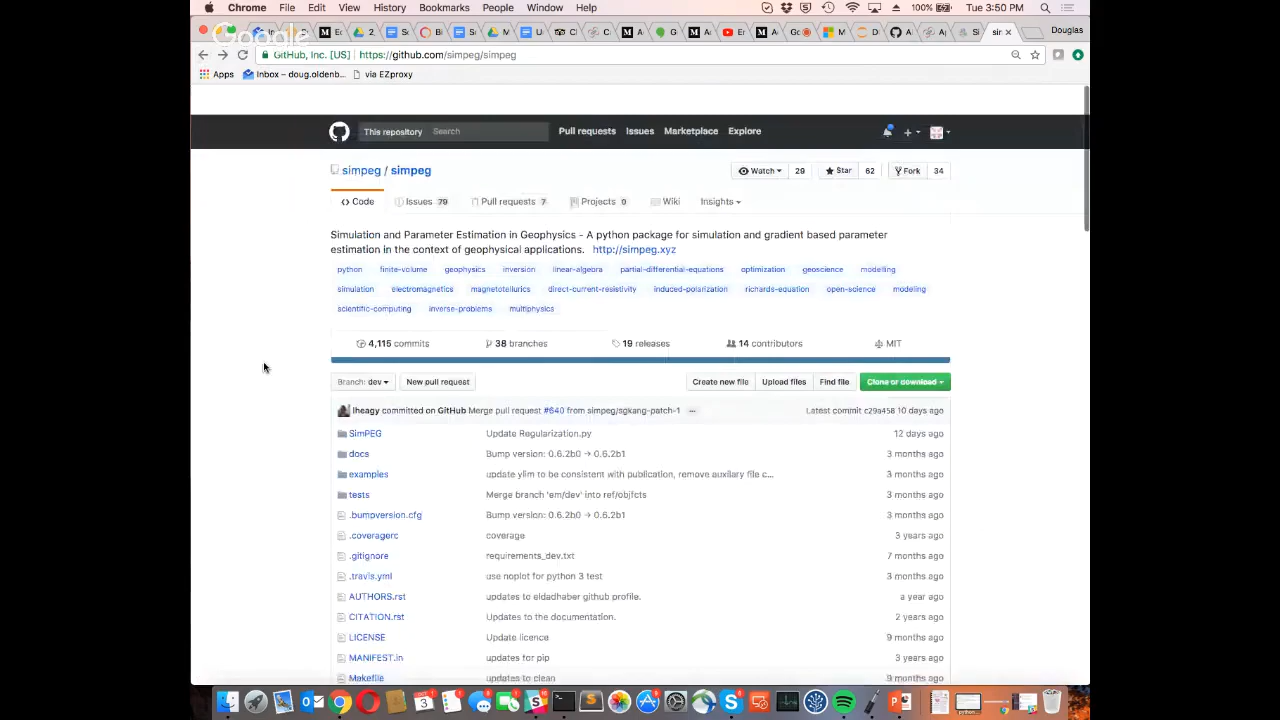 Chrome File Edit View History Bookmarks People Window Help 100% Tue 3:50 PM
Google
Douglas
GitHub, Inc. [US] https://github.com/simpeg/simpeg
Apps Inbox – doug.oldenb... via EZproxy
This repository Search Pull requests Issues Marketplace Explore
simpeg / simpeg Watch 29 Star 62 Fork 34
Code Issues 79 Pull requests 7 Projects 0 Wiki Insights
Simulation and Parameter Estimation in Geophysics - A python package for simulation and gradient based parameter
estimation in the context of geophysical applications. http://simpeg.xyz
python finite-volume geophysics inversion linear-algebra partial-differential-equations optimization geoscience modelling
simulation electromagnetics magnetotellurics direct-current-resistivity induced-polarization richards-equation open-science modeling
scientific-computing inverse-problems multiphysics
4,115 commits 38 branches 19 releases 14 contributors MIT
Branch: dev New pull request Create new file Upload files Find file Clone or download
lheagy committed on GitHub Merge pull request #640 from simpeg/sgkang-patch-1 ... Latest commit c29a458 10 days ago
SimPEG Update Regularization.py 12 days ago
docs Bump version: 0.6.2b0 → 0.6.2b1 3 months ago
examples update ylim to be consistent with publication, remove auxilary file c... 3 months ago
tests Merge branch 'em/dev' into ref/objfcts 3 months ago
.bumpversion.cfg Bump version: 0.6.2b0 → 0.6.2b1 3 months ago
.coveragerc coverage 3 years ago
.gitignore requirements_dev.txt 7 months ago
.travis.yml use noplot for python 3 test 3 months ago
AUTHORS.rst updates to eldadhaber github profile. a year ago
CITATION.rst Updates to the documentation. 2 years ago
LICENSE Update licence 9 months ago
MANIFEST.in updates for pip 3 years ago
Makefile updates to clean 9 months ago